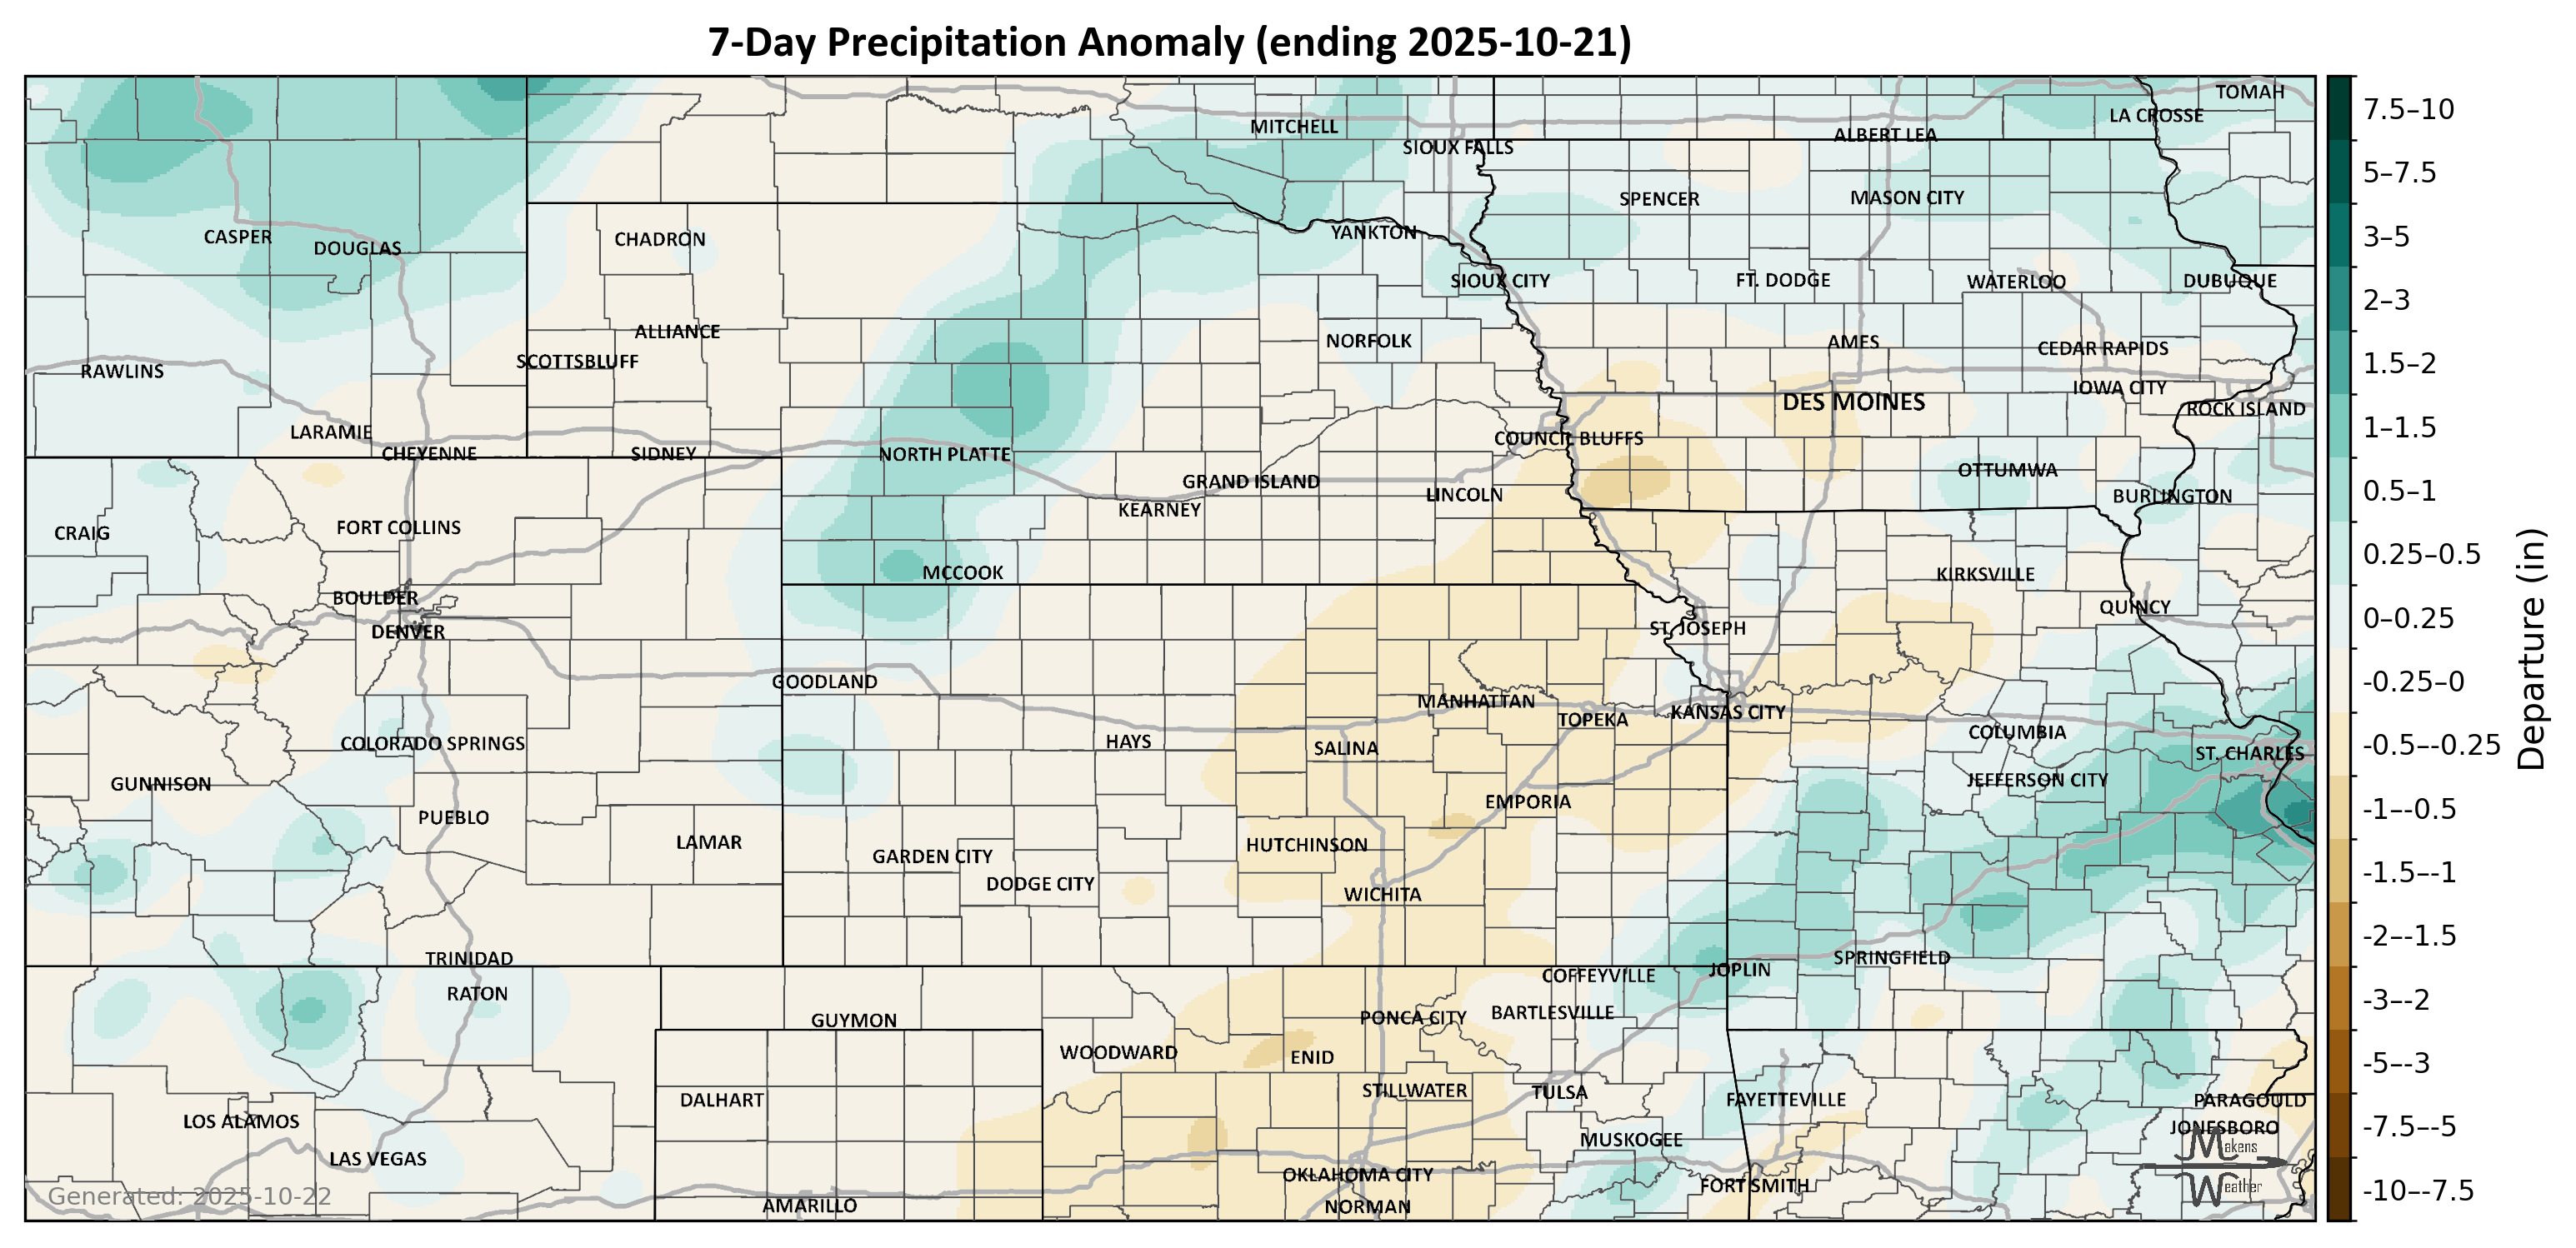 7-Day Precipitation Anomaly (ending 2025-10-21)
TOMAH
LA CROSSE
MITCHELL
ALBERT LEA
SIOUX FALLS
SPENCER
MASON CITY
YANKTON
CASPER
CHADRON
DOUGLAS
SIOUX CITY
FT. DODGE
WATERLOO
DUBUQUE
ALLIANCE
NORFOLK
AMES
CEDAR RAPIDS
SCOTTSBLUFF
RAWLINS
IOWA CITY
DES MOINES
ROCK ISLAND
LARAMIE
COUNCIL BLUFFS
CHEYENNE
SIDNEY
NORTH PLATTE
OTTUMWA
GRAND ISLAND
LINCOLN
BURLINGTON
KEARNEY
CRAIG
FORT COLLINS
MCCOOK
KIRKSVILLE
BOULDER
QUINCY
DENVER
ST. JOSEPH
GOODLAND
MANHATTAN
KANSAS CITY
TOPEKA
COLUMBIA
COLORADO SPRINGS
HAYS
SALINA
ST. CHARLES
GUNNISON
JEFFERSON CITY
EMPORIA
PUEBLO
LAMAR
HUTCHINSON
GARDEN CITY
DODGE CITY
WICHITA
TRINIDAD
SPRINGFIELD
JOPLIN
COFFEYVILLE
RATON
BARTLESVILLE
GUYMON
PONCA CITY
WOODWARD
ENID
STILLWATER
TULSA
DALHART
FAYETTEVILLE
PARAGOULD
LOS ALAMOS
JONESBORO
MUSKOGEE
LAS VEGAS
OKLAHOMA CITY
FORT SMITH
AMARILLO
NORMAN
Makens
Weather
Generated: 2025-10-22
7.5–10
5–7.5
3–5
2–3
1.5–2
1–1.5
0.5–1
0.25–0.5
0–0.25
-0.25–0
-0.5–-0.25
-1–-0.5
-1.5–-1
-2–-1.5
-3–-2
-5–-3
-7.5–-5
-10–-7.5
Departure (in)